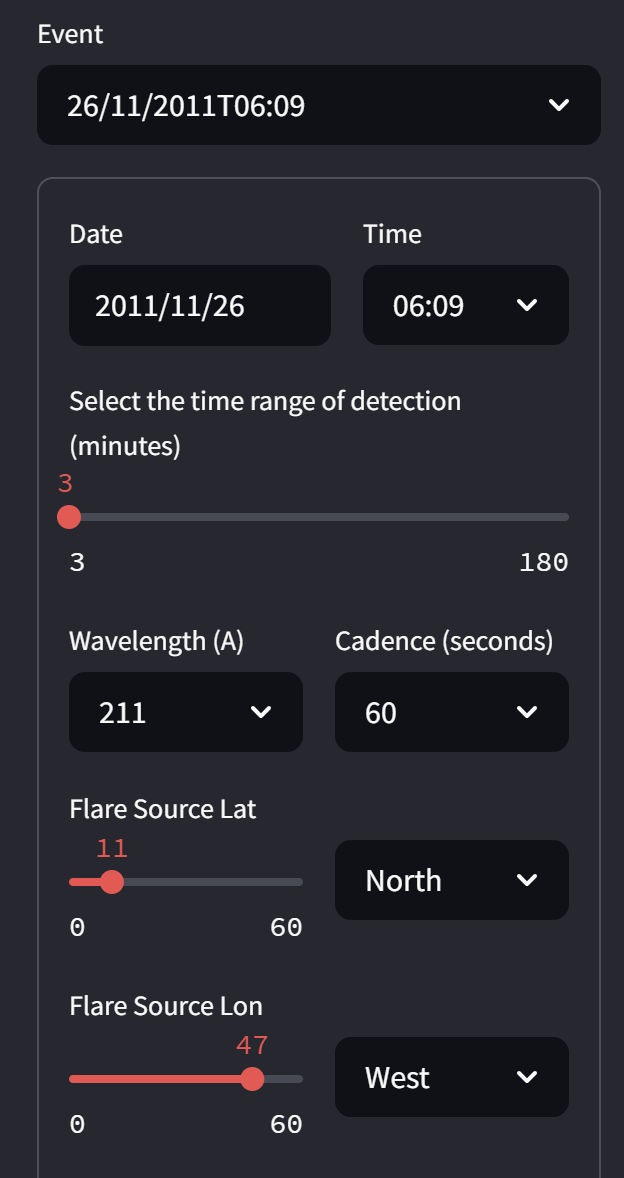 Event
26/11/2011T06:09
Date Time
2011/11/26 06:09
Select the time range of detection
(minutes)
3
3 180
Wavelength (A) Cadence (seconds)
211 60
Flare Source Lat
11
North
0 60
Flare Source Lon
47
West
0 60